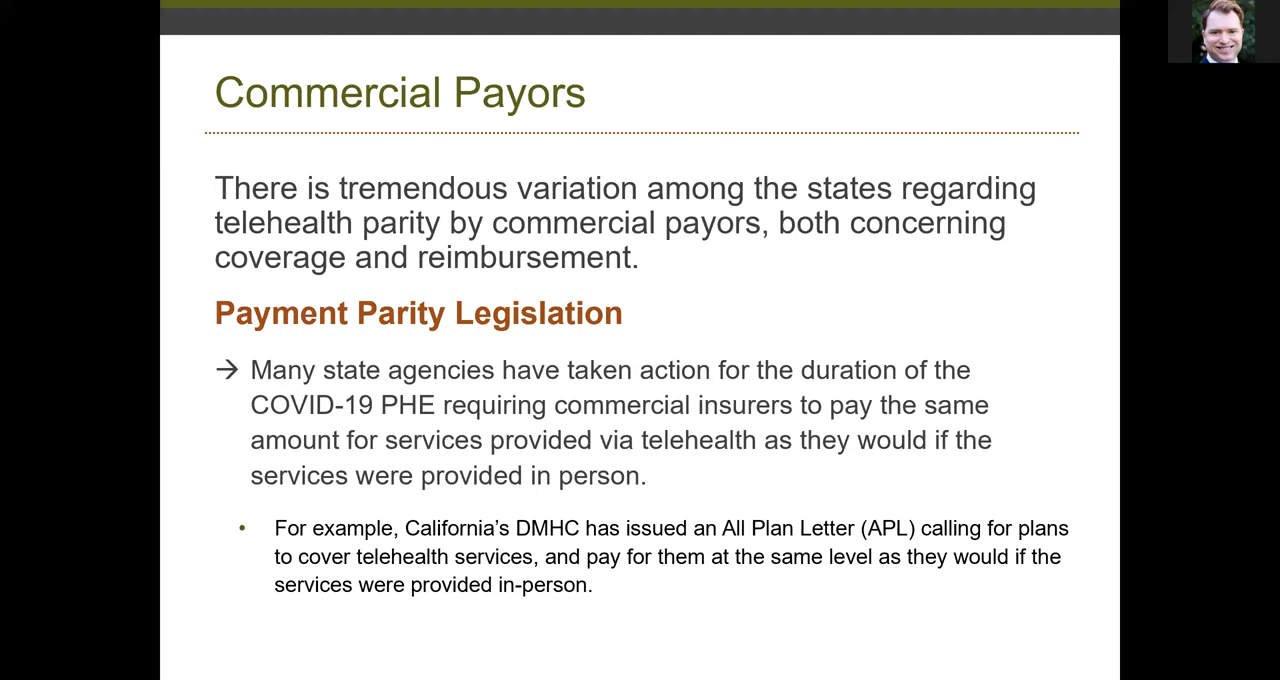 Commercial Payors
There is tremendous variation among the states regarding
telehealth parity by commercial payors, both concerning
coverage and reimbursement.
Payment Parity Legislation
→ Many state agencies have taken action for the duration of the
COVID-19 PHE requiring commercial insurers to pay the same
amount for services provided via telehealth as they would if the
services were provided in person.
• For example, California’s DMHC has issued an All Plan Letter (APL) calling for plans
to cover telehealth services, and pay for them at the same level as they would if the
services were provided in-person.